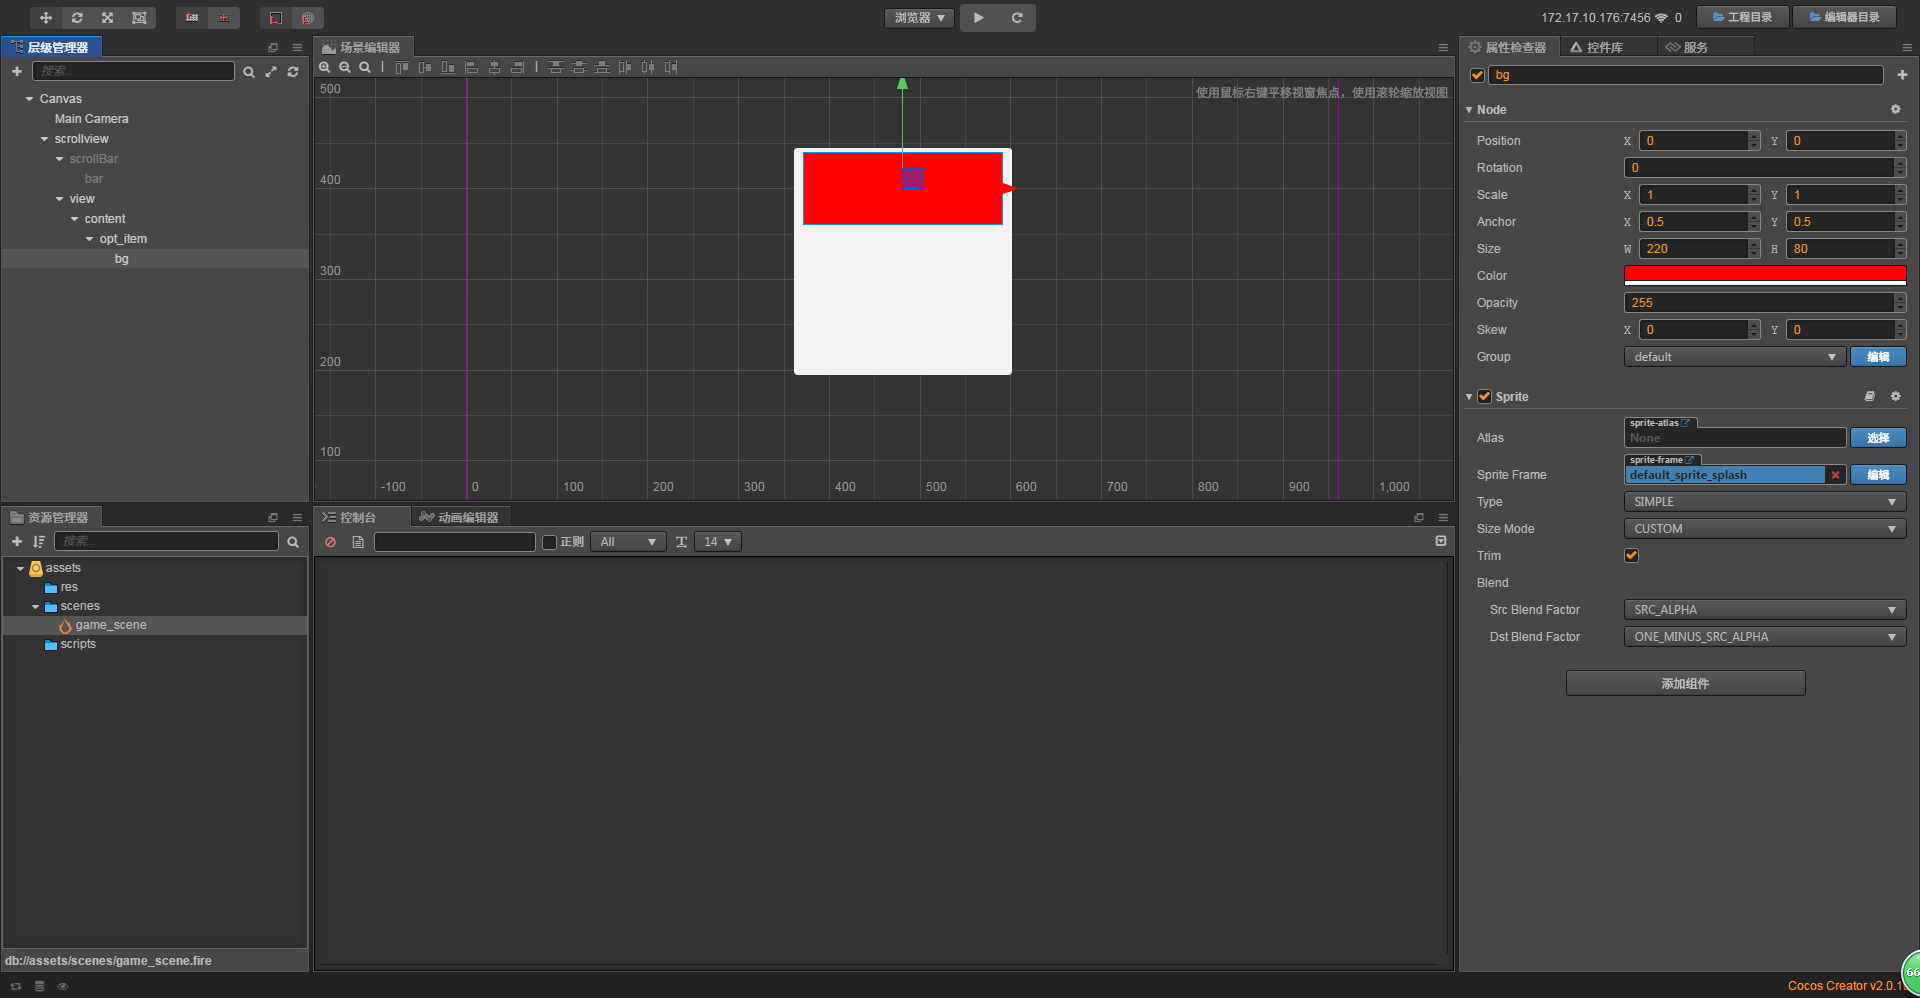 浏览器
172.17.10.176:7456 0
工程目录
编辑器目录
层级管理器
搜索...
Canvas
Main Camera
scrollview
scrollBar
bar
view
content
opt_item
bg
场景编辑器
使用鼠标右键平移视窗焦点，使用滚轮缩放视图
500
400
300
200
100
-100 0 100 200 300 400 500 600 700 800 900 1,000
资源管理器
搜索...
assets
res
scenes
game_scene
scripts
db://assets/scenes/game_scene.fire
控制台
动画编辑器
正则
All
14
属性检查器
控件库
服务
bg
Node
Position X 0 Y 0
Rotation 0
Scale X 1 Y 1
Anchor X 0.5 Y 0.5
Size W 220 H 80
Color
Opacity 255
Skew X 0 Y 0
Group default 编辑
Sprite
sprite-atlas
Atlas None 选择
sprite-frame
Sprite Frame default_sprite_splash 编辑
Type SIMPLE
Size Mode CUSTOM
Trim
Blend
Src Blend Factor SRC_ALPHA
Dst Blend Factor ONE_MINUS_SRC_ALPHA
添加组件
66
Cocos Creator v2.0.1